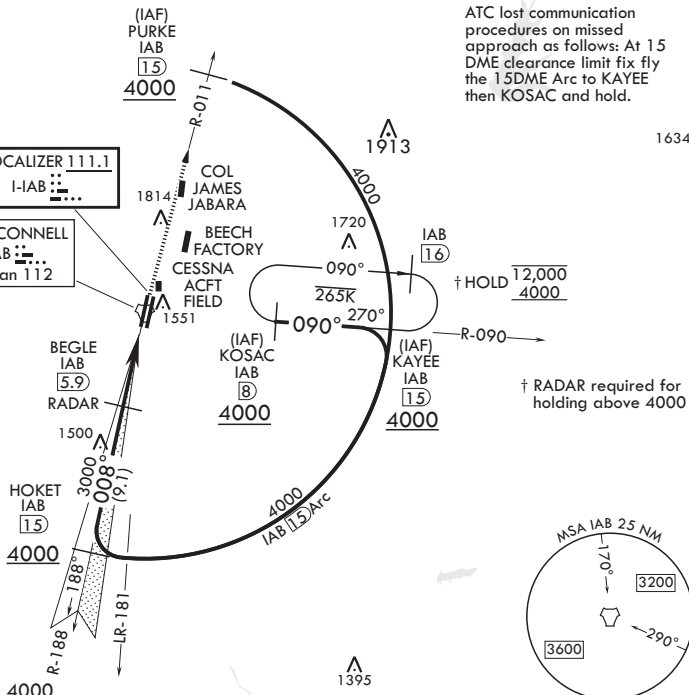 (IAF)
PURKE
IAB
15
4000
R-011
ATC lost communication
procedures on missed
approach as follows: At 15
DME clearance limit fix fly
the 15DME Arc to KAYEE
then KOSAC and hold.
1634
1913
4000
OCALIZER 111.1
I-IAB
1814
COL
JAMES
JABARA
CONNELL
AB
an 112
BEECH
FACTORY
CESSNA
ACFT
FIELD
1551
1720
IAB
16
090°
265K
270°
090°
† HOLD 12,000
4000
R-090
(IAF)
KOSAC
IAB
8
4000
(IAF)
KAYEE
IAB
15
4000
† RADAR required for
holding above 4000
BEGLE
IAB
5.9
RADAR
1500
3000
008°
(9.1)
HOKET
IAB
15
4000
4000
IAB 15 Arc
188°
R-188
LR-181
4000
1395
MSA IAB 25 NM
170°
3200
290°
3600